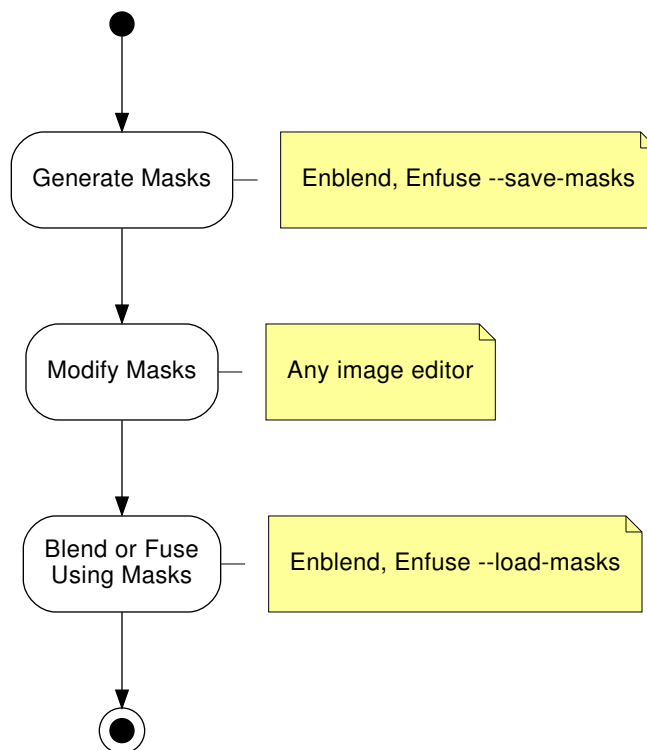 Generate Masks
Enblend, Enfuse --save-masks
Modify Masks
Any image editor
Blend or Fuse
Using Masks
Enblend, Enfuse --load-masks